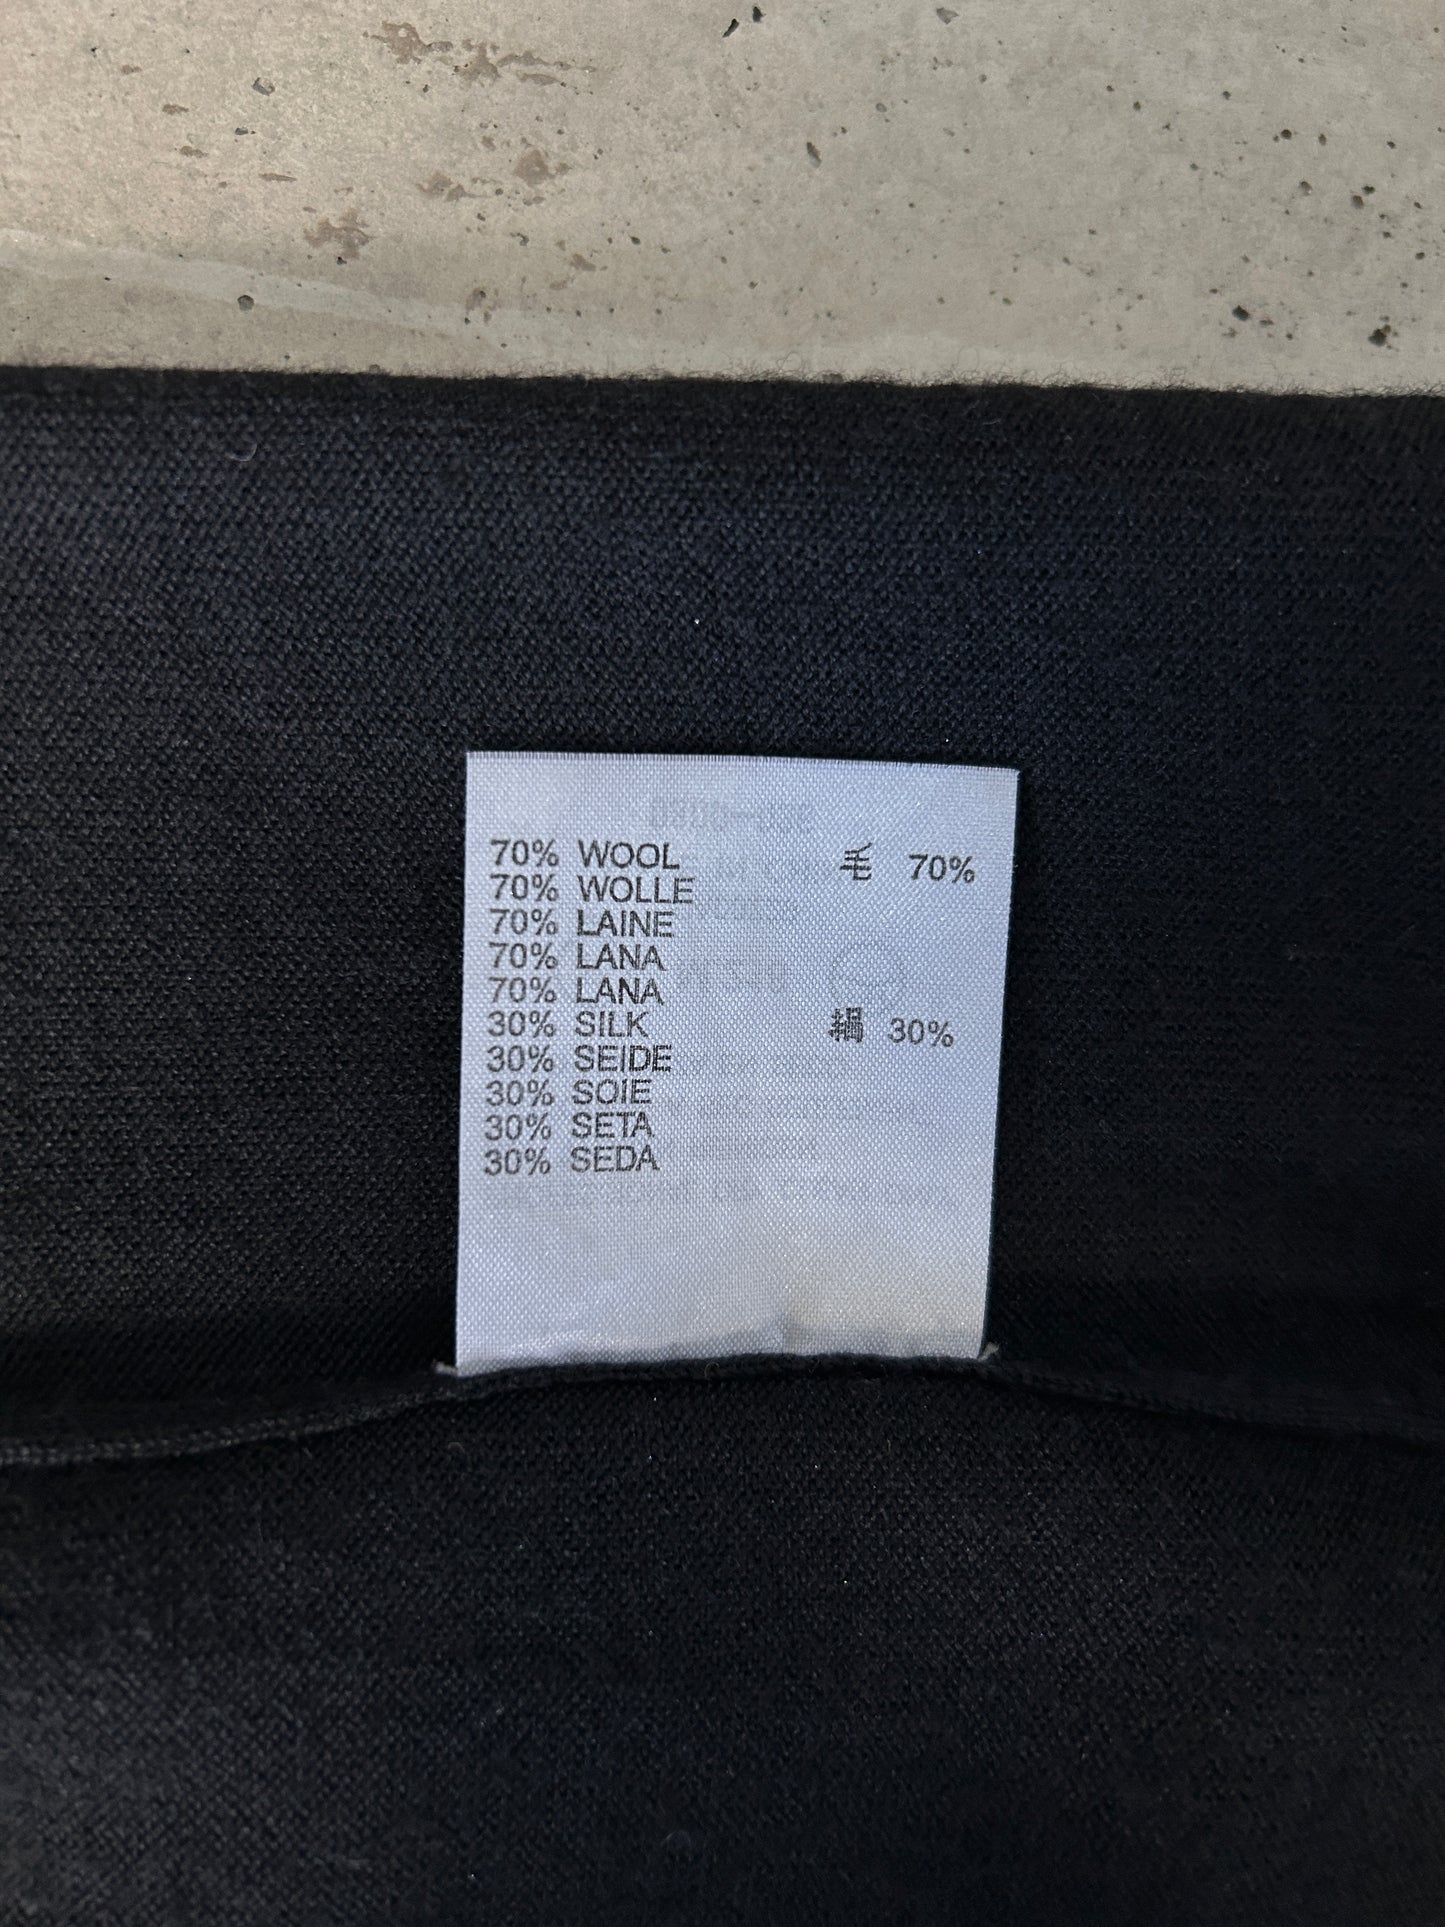 70% WOOL 毛 70%
70% WOLLE
70% LAINE
70% LANA
70% LANA
30% SILK 絹 30%
30% SEIDE
30% SOIE
30% SETA
30% SEDA